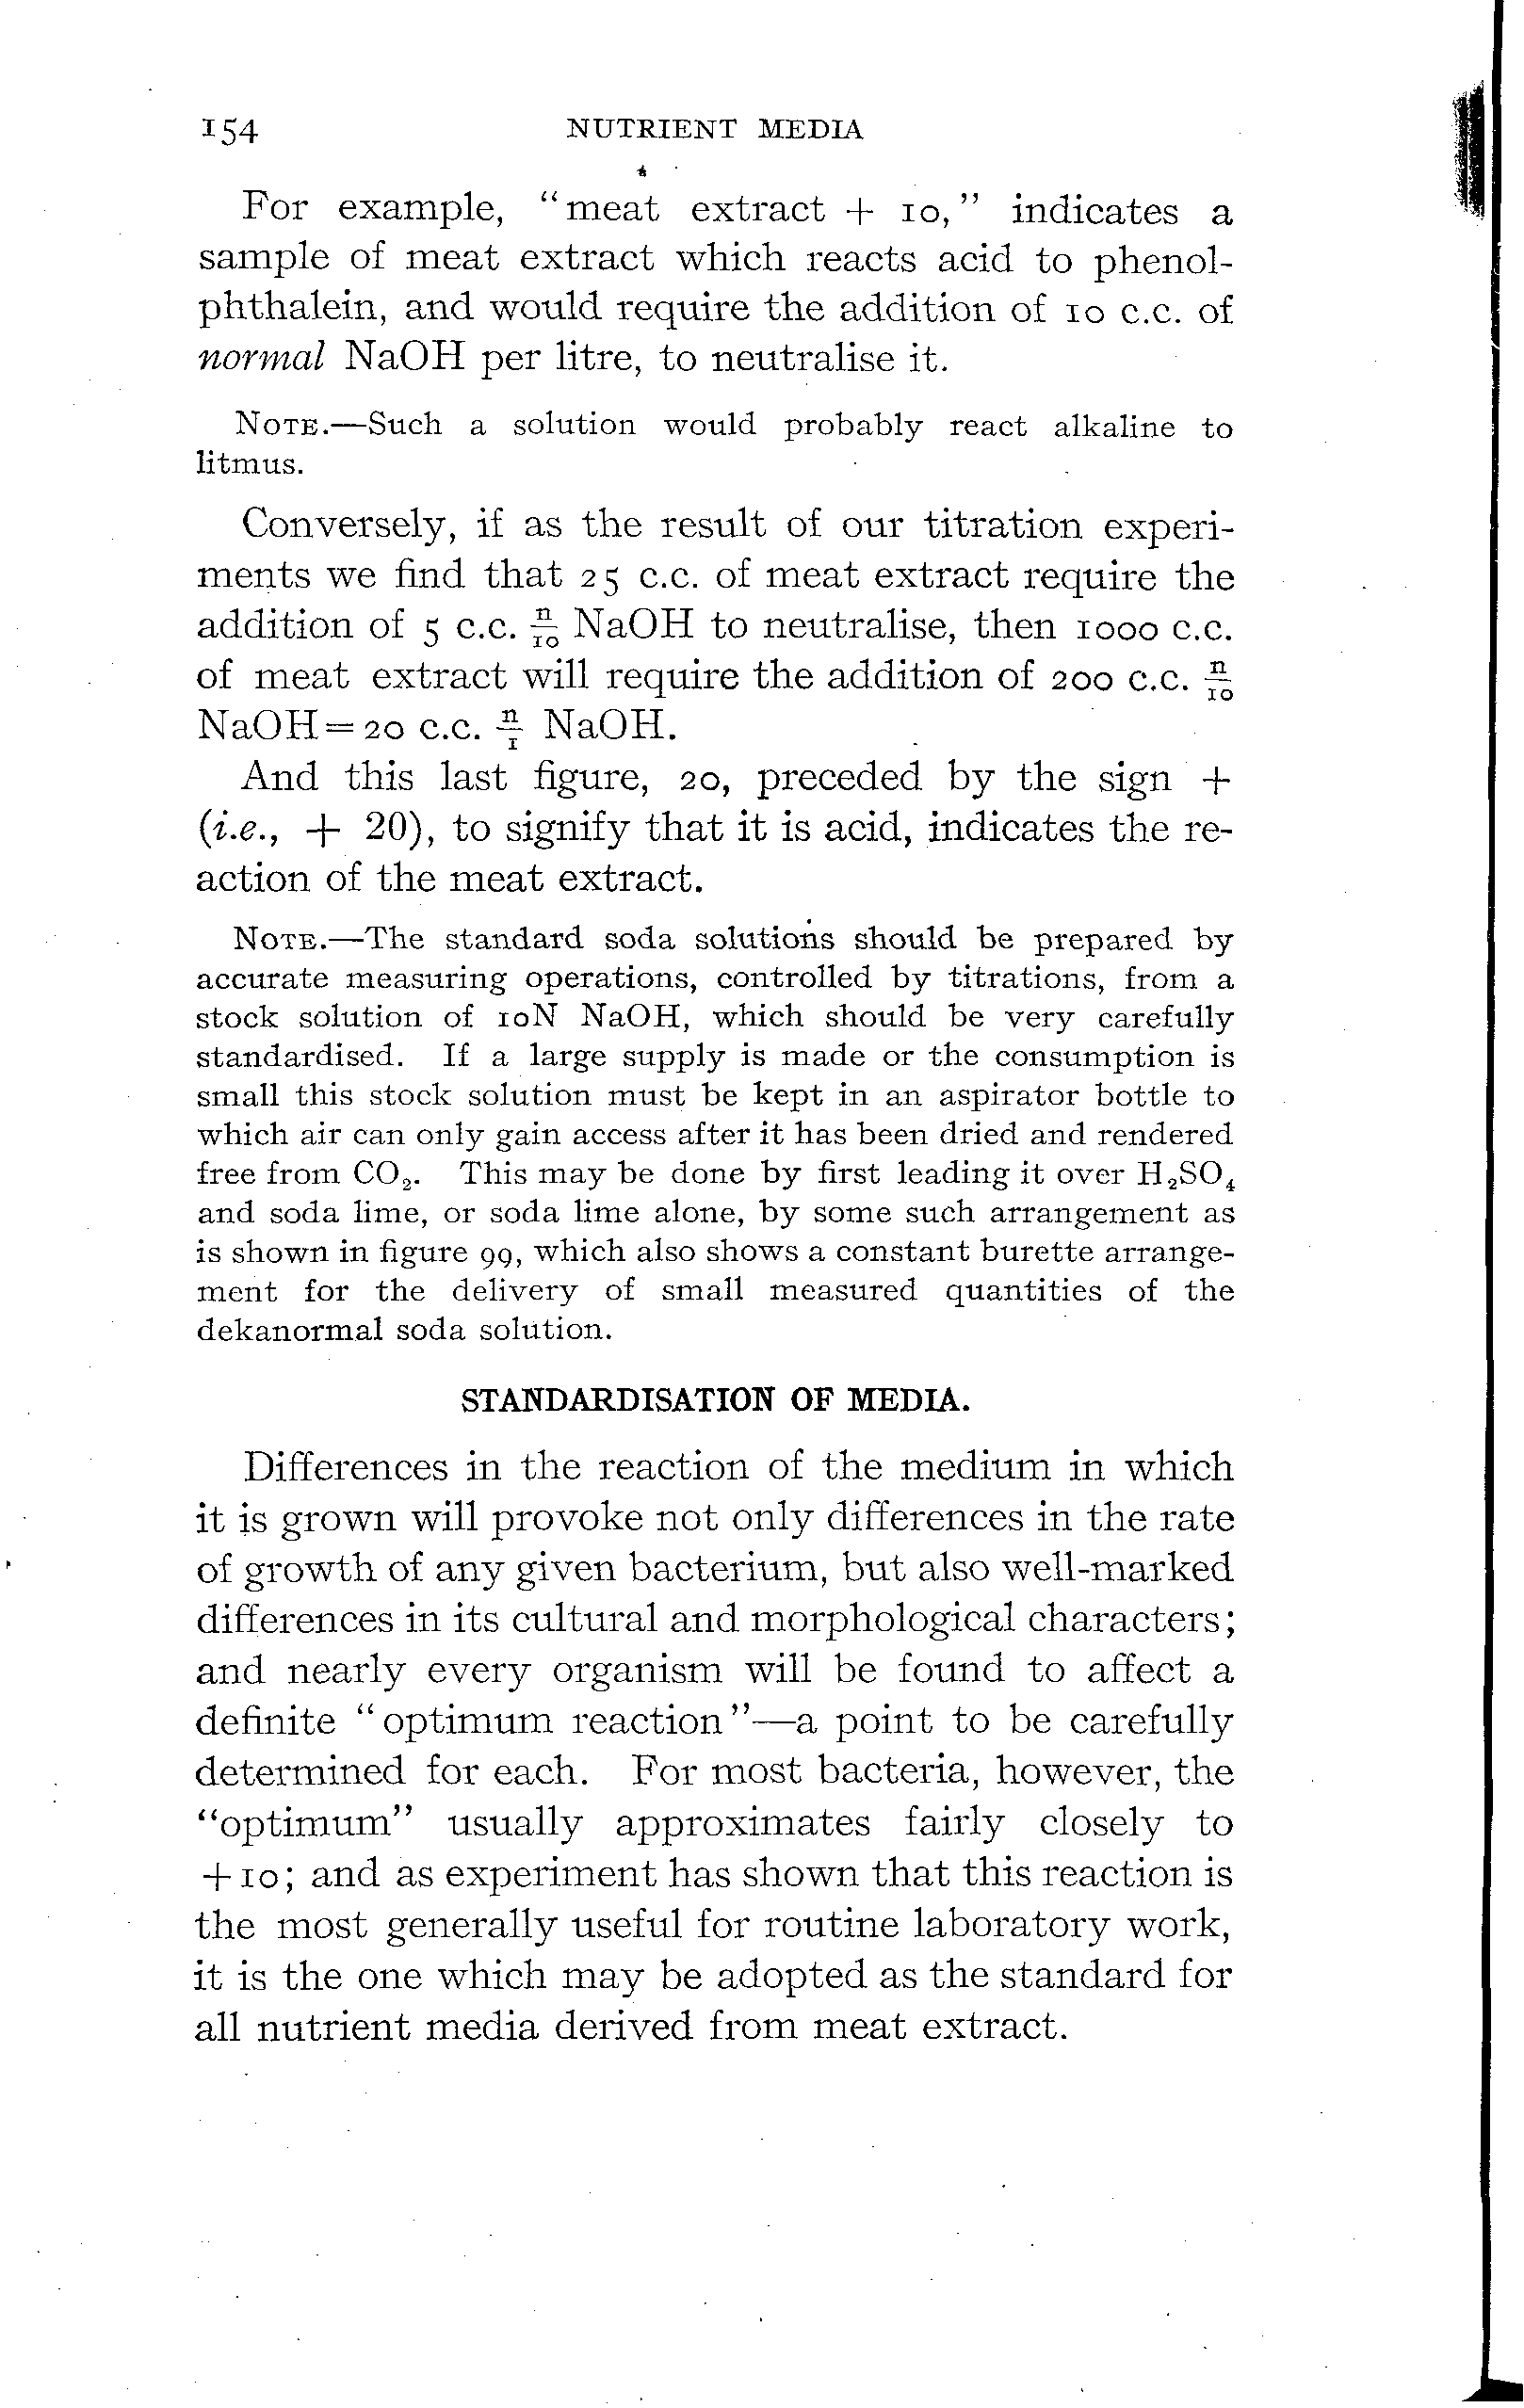 154 NUTRIENT MEDIA
For example, “meat extract + 10,” indicates a
sample of meat extract which reacts acid to phenol-
phthalein, and would require the addition of 10 c.c. of
normal NaOH per litre, to neutralise it.
NOTE.—Such a solution would probably react alkaline to
litmus.
Conversely, if as the result of our titration experi-
ments we find that 25 c.c. of meat extract require the
addition of 5 c.c. n/10 NaOH to neutralise, then 1000 c.c.
of meat extract will require the addition of 200 c.c. n/10
NaOH=20 c.c. n/1 NaOH.
And this last figure, 20, preceded by the sign +
(i.e., + 20), to signify that it is acid, indicates the re-
action of the meat extract.
NOTE.—The standard soda solutions should be prepared by
accurate measuring operations, controlled by titrations, from a
stock solution of 10N NaOH, which should be very carefully
standardised. If a large supply is made or the consumption is
small this stock solution must be kept in an aspirator bottle to
which air can only gain access after it has been dried and rendered
free from CO₂. This may be done by first leading it over H₂SO₄
and soda lime, or soda lime alone, by some such arrangement as
is shown in figure 99, which also shows a constant burette arrange-
ment for the delivery of small measured quantities of the
dekanormal soda solution.
STANDARDISATION OF MEDIA.
Differences in the reaction of the medium in which
it is grown will provoke not only differences in the rate
of growth of any given bacterium, but also well-marked
differences in its cultural and morphological characters;
and nearly every organism will be found to affect a
definite “optimum reaction”—a point to be carefully
determined for each. For most bacteria, however, the
“optimum” usually approximates fairly closely to
+10; and as experiment has shown that this reaction is
the most generally useful for routine laboratory work,
it is the one which may be adopted as the standard for
all nutrient media derived from meat extract.